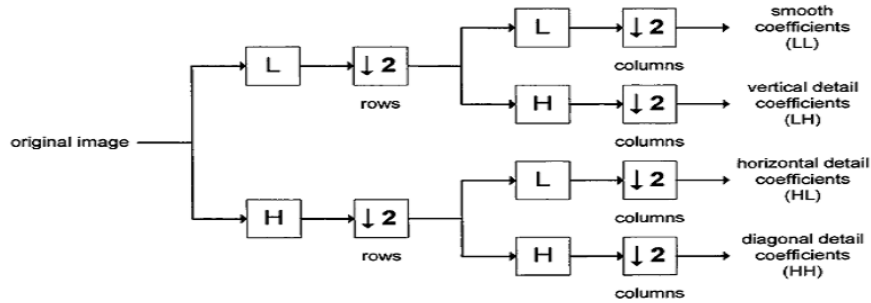 smooth
coefficients
(LL)
L
↓ 2
columns
L
↓ 2
rows
H
↓ 2
columns
vertical detail
coefficients
(LH)
original image
L
↓ 2
columns
horizontal detail
coefficients
(HL)
H
↓ 2
rows
H
↓ 2
columns
diagonal detail
coefficients
(HH)